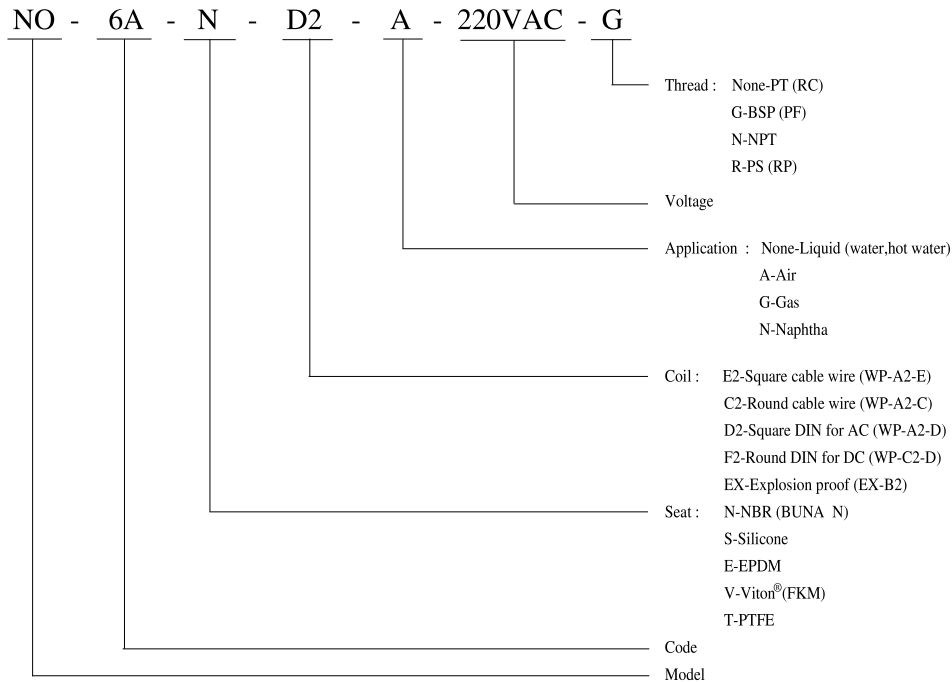 NO - 6A - N - D2 - A - 220VAC - G
Thread : None-PT (RC)
G-BSP (PF)
N-NPT
R-PS (RP)
Voltage
Application : None-Liquid (water,hot water)
A-Air
G-Gas
N-Naphtha
Coil : E2-Square cable wire (WP-A2-E)
C2-Round cable wire (WP-A2-C)
D2-Square DIN for AC (WP-A2-D)
F2-Round DIN for DC (WP-C2-D)
EX-Explosion proof (EX-B2)
Seat : N-NBR (BUNA N)
S-Silicone
E-EPDM
V-Viton®(FKM)
T-PTFE
Code
Model